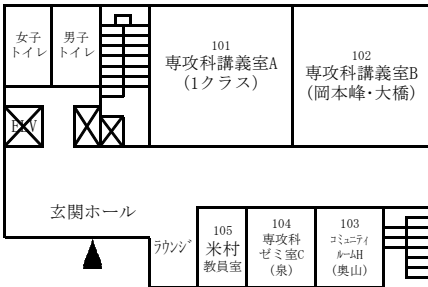 女子
トイレ
男子
トイレ
101
専攻科講義室A
(1クラス)
102
専攻科講義室B
(岡本峰・大橋)
ELV
玄関ホール
ラウンジ
105
米村
教員室
104
専攻科
ゼミ室C
(泉)
103
コミュニティ
ルームH
(奥山)